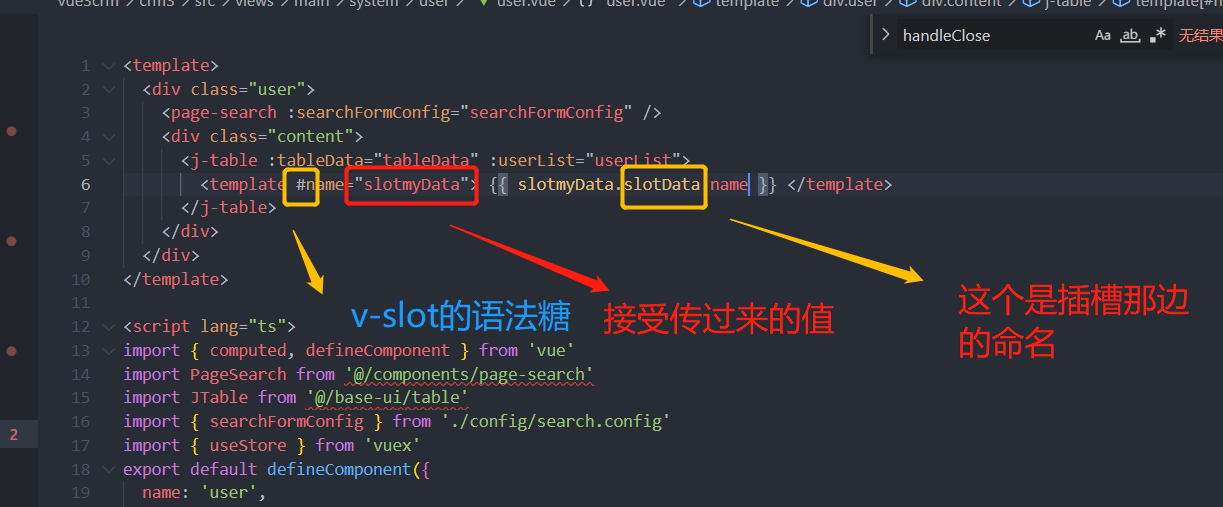 vueScrm / crm3 / src / views / main / system / user / user.vue / {} "user.vue" / template / div.user / div.content / j-table / template[#n
handleClose Aa ab 无结果
1 <template>
2 <div class="user">
3 <page-search :searchFormConfig="searchFormConfig" />
4 <div class="content">
5 <j-table :tableData="tableData" :userList="userList">
6 <template #name="slotmyData"> {{ slotmyData.slotData.name }} </template>
7 </j-table>
8 </div>
9 </div>
10 </template>
v-slot的语法糖
接受传过来的值
这个是插槽那边
的命名
11
12 <script lang="ts">
13 import { computed, defineComponent } from 'vue'
14 import PageSearch from '@/components/page-search'
15 import JTable from '@/base-ui/table'
16 import { searchFormConfig } from './config/search.config'
2 17 import { useStore } from 'vuex'
18 export default defineComponent({
19 name: 'user',